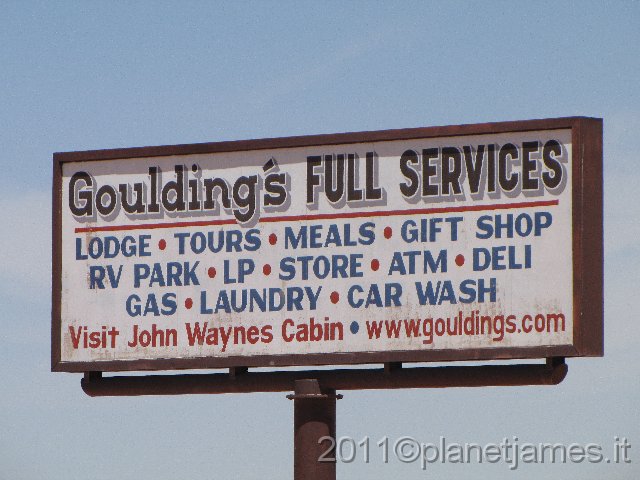 Goulding's FULL SERVICES
LODGE • TOURS • MEALS • GIFT SHOP
RV PARK • LP • STORE • ATM • DELI
GAS • LAUNDRY • CAR WASH
Visit John Waynes Cabin • www.gouldings.com
2011©planetjames.it